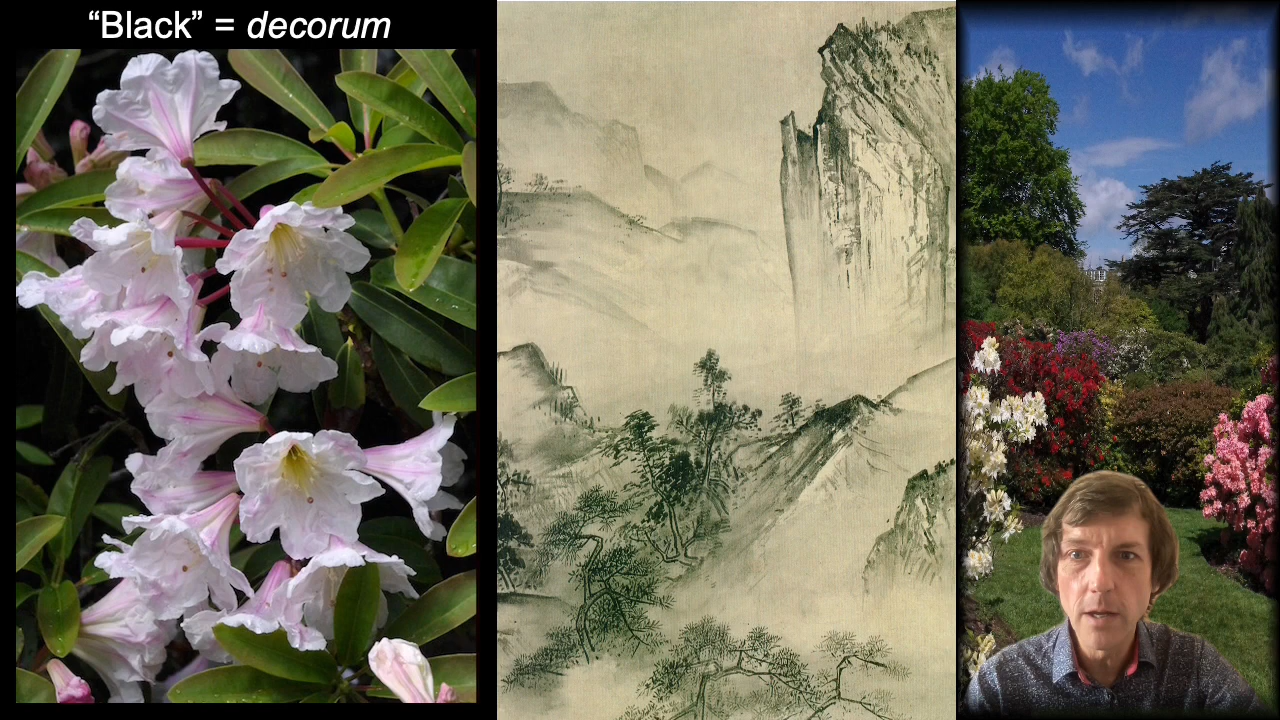 “Black” = decorum